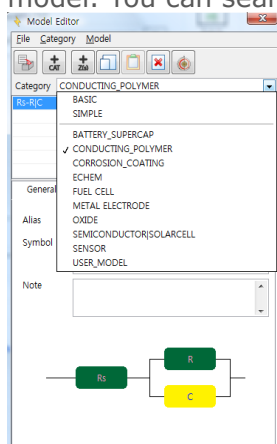 model. You can sear
Model Editor
File Category Model
CAT Z(ω)
Category CONDUCTING_POLYMER
Rs-R|C
BASIC
SIMPLE
BATTERY_SUPERCAP
✓ CONDUCTING_POLYMER
CORROSION_COATING
ECHEM
FUEL CELL
METAL ELECTRODE
OXIDE
SEMICONDUCTOR|SOLARCELL
SENSOR
USER_MODEL
General
Alias
Symbol
Note
R
Rs
C